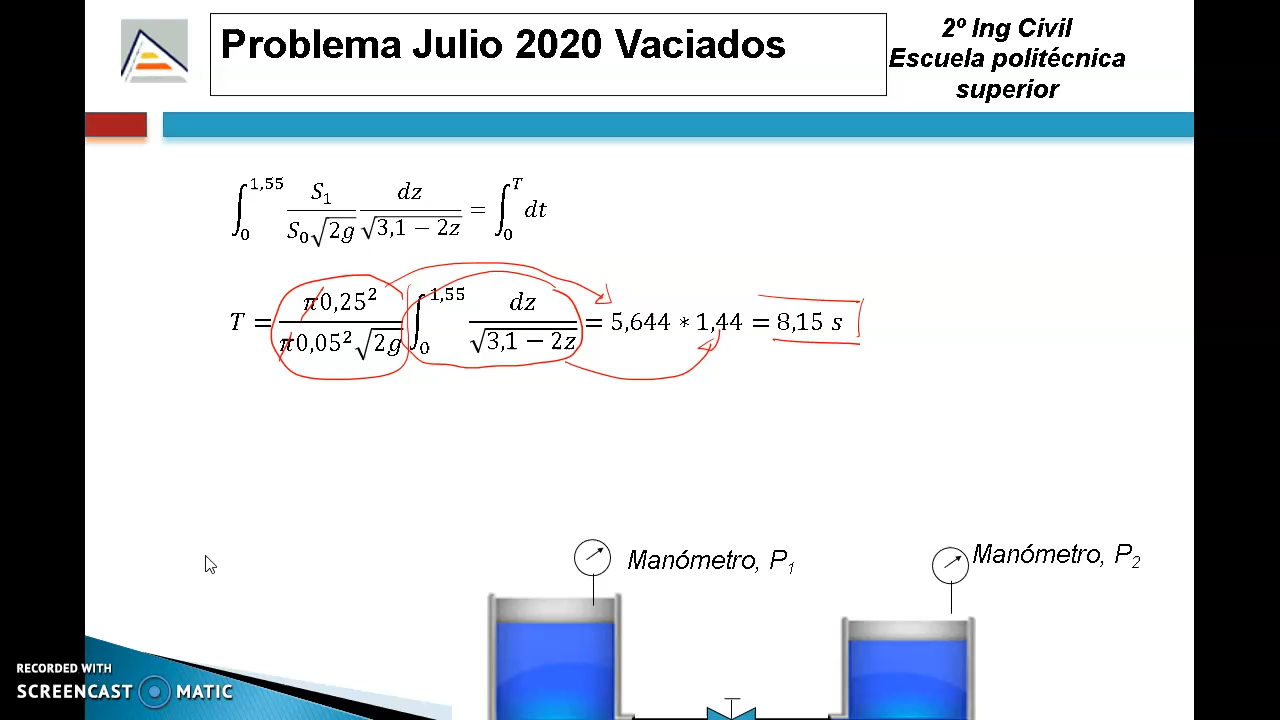 Problema Julio 2020 Vaciados
2º Ing Civil
Escuela politécnica
superior
∫₀^{1,55} S₁/(S₀√(2g)) dz/√(3,1 − 2z) = ∫₀^T dt
T = π0,25²/(π0,05²√(2g)) ∫₀^{1,55} dz/√(3,1 − 2z) = 5,644 ∗ 1,44 = 8,15 s
Manómetro, P₁
Manómetro, P₂
RECORDED WITH
SCREENCAST MATIC